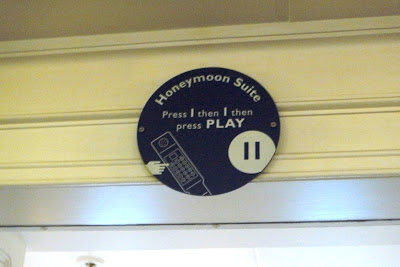 Honeymoon Suite
Press 1 then 1 then
press PLAY
11